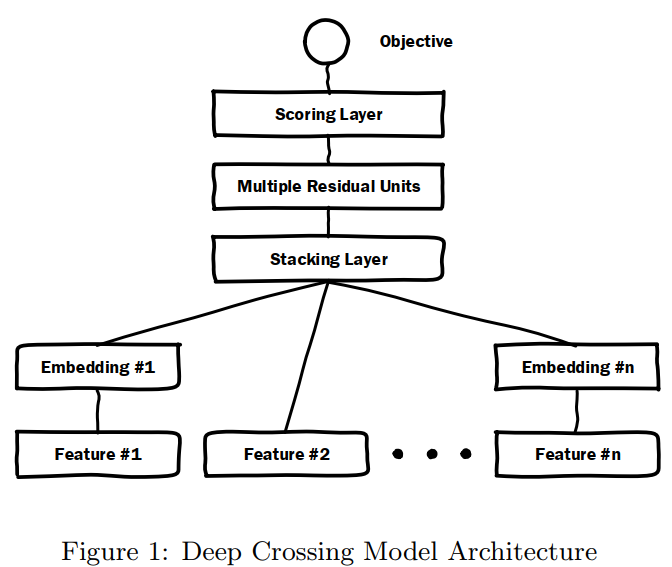 Objective
Scoring Layer
Multiple Residual Units
Stacking Layer
Embedding #1
Embedding #n
Feature #1
Feature #2
Feature #n
Figure 1: Deep Crossing Model Architecture